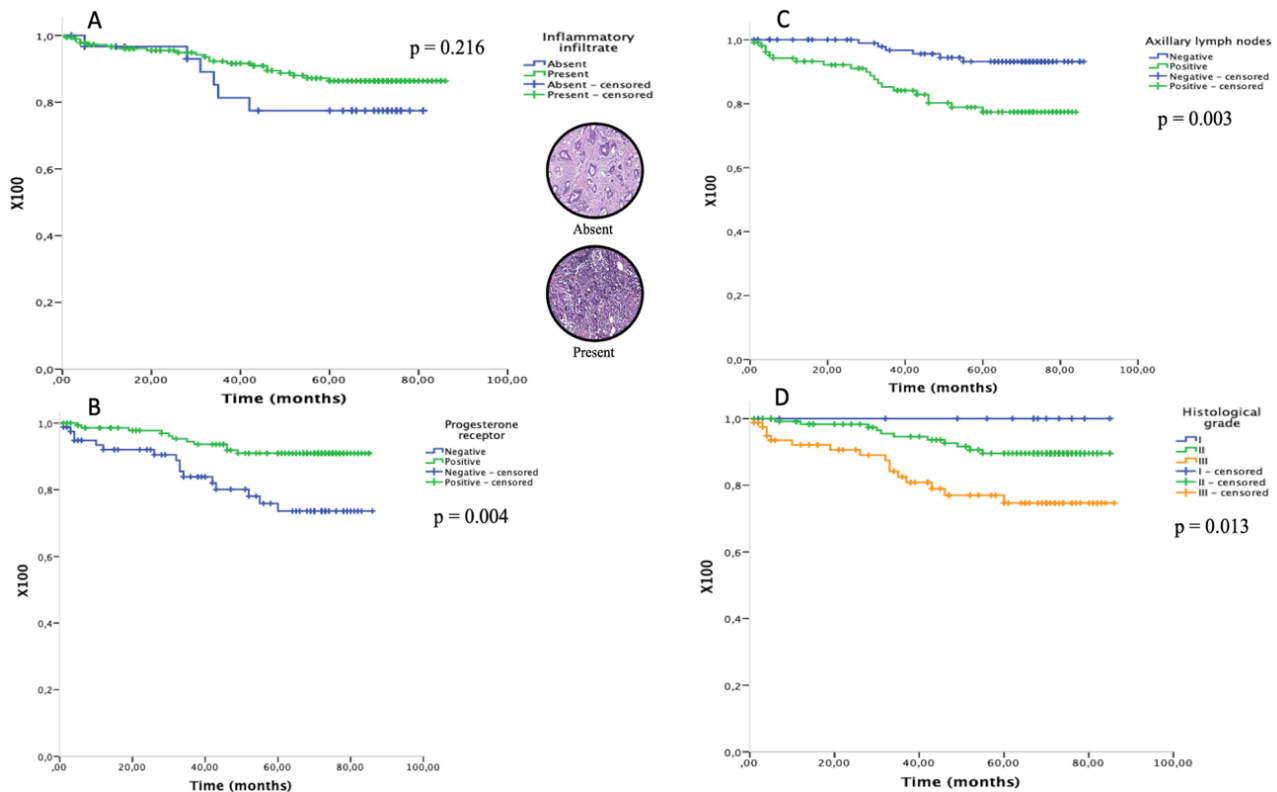 A
p = 0.216
Inflammatory
infiltrate
Absent
Present
Absent - censored
Present - censored
Absent
Present
X100
1,0
0,8
0,6
0,4
0,2
0,0
,00 20,00 40,00 60,00 80,00 100,00
Time (months)
B
Progesterone
receptor
Negative
Positive
Negative - censored
Positive - censored
p = 0.004
X100
1,0
0,8
0,6
0,4
0,2
0,0
,00 20,00 40,00 60,00 80,00 100,00
Time (months)
C
Axillary lymph nodes
Negative
Positive
Negative - censored
Positive - censored
p = 0.003
X100
1,0
0,8
0,6
0,4
0,2
0,0
,00 20,00 40,00 60,00 80,00 100,00
Time (months)
D
Histological
grade
I
II
III
I - censored
II - censored
III - censored
p = 0.013
X100
1,0
0,8
0,6
0,4
0,2
0,0
,00 20,00 40,00 60,00 80,00 100,00
Time (months)